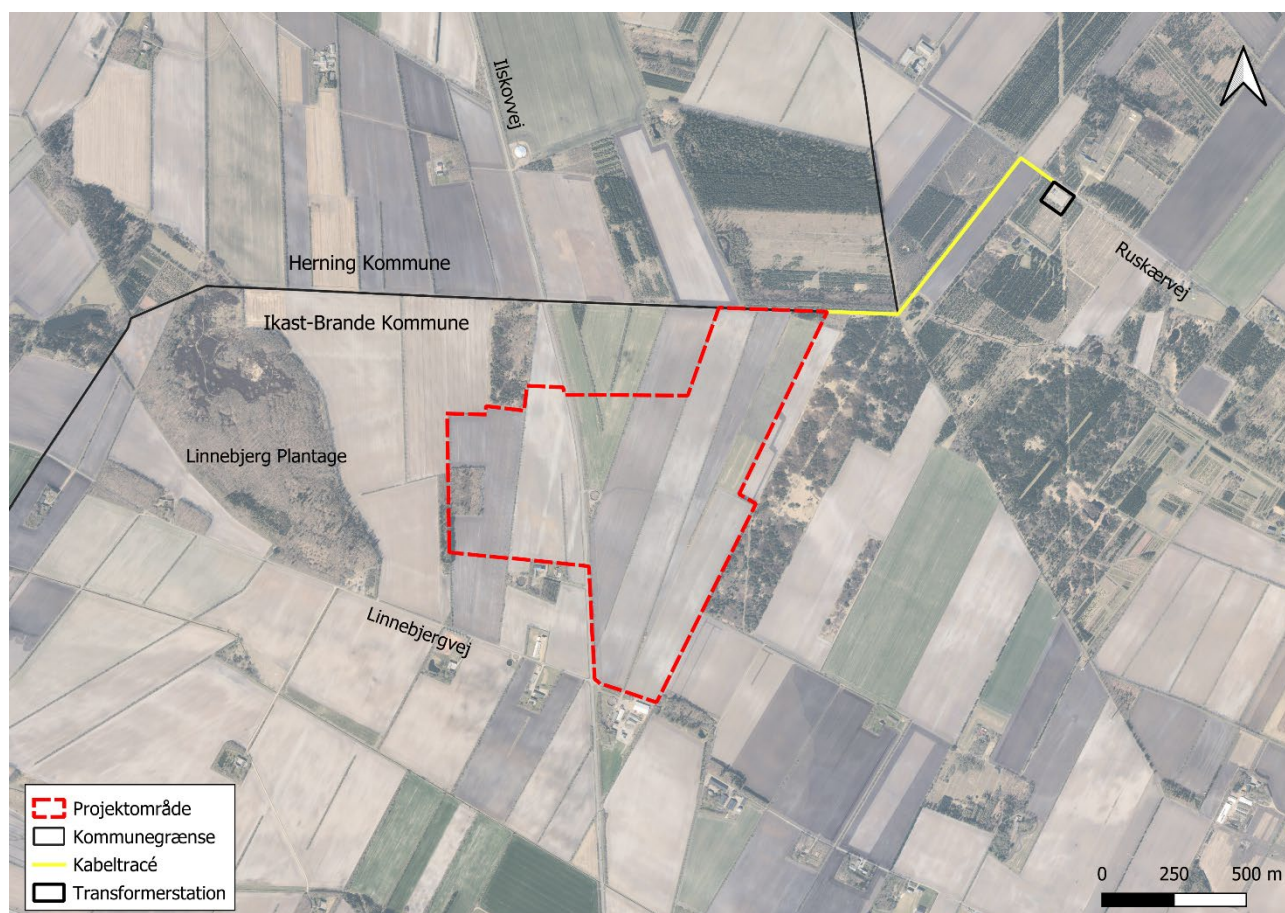 Ilskovvej
Herning Kommune
Ruskærvej
Ikast-Brande Kommune
Linnebjerg Plantage
Linnebjergvej
Projektområde
Kommunegrænse
Kabeltracé
Transformerstation
0 250 500 m